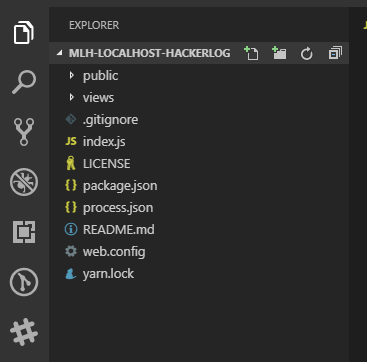 EXPLORER
MLH-LOCALHOST-HACKERLOG
public
views
.gitignore
JS index.js
LICENSE
{ } package.json
{ } process.json
README.md
web.config
yarn.lock